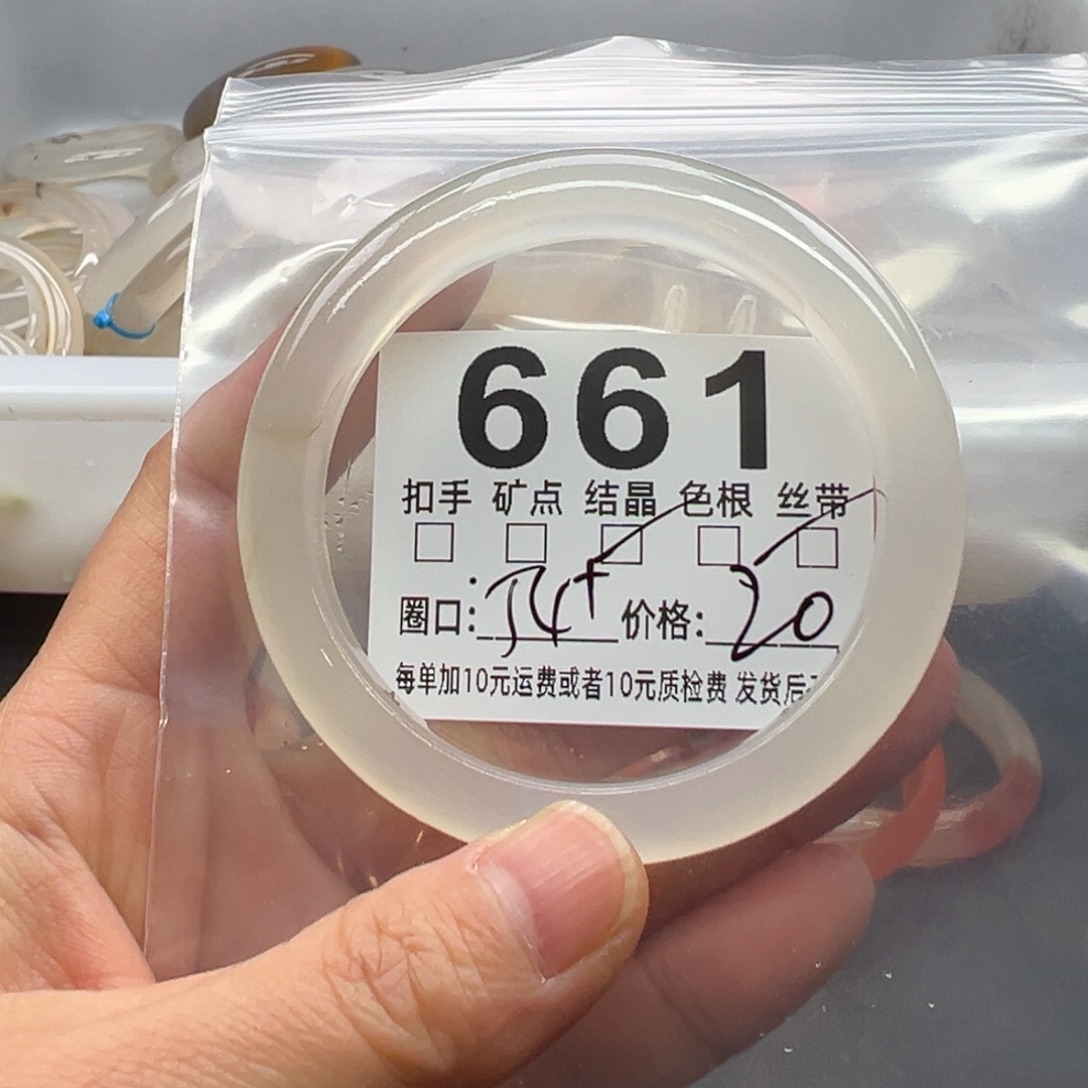 661
扣手 矿点 结晶 色根 丝带
圈口: 54+ 价格: 20
每单加10元运费或者10元质检费 发货后